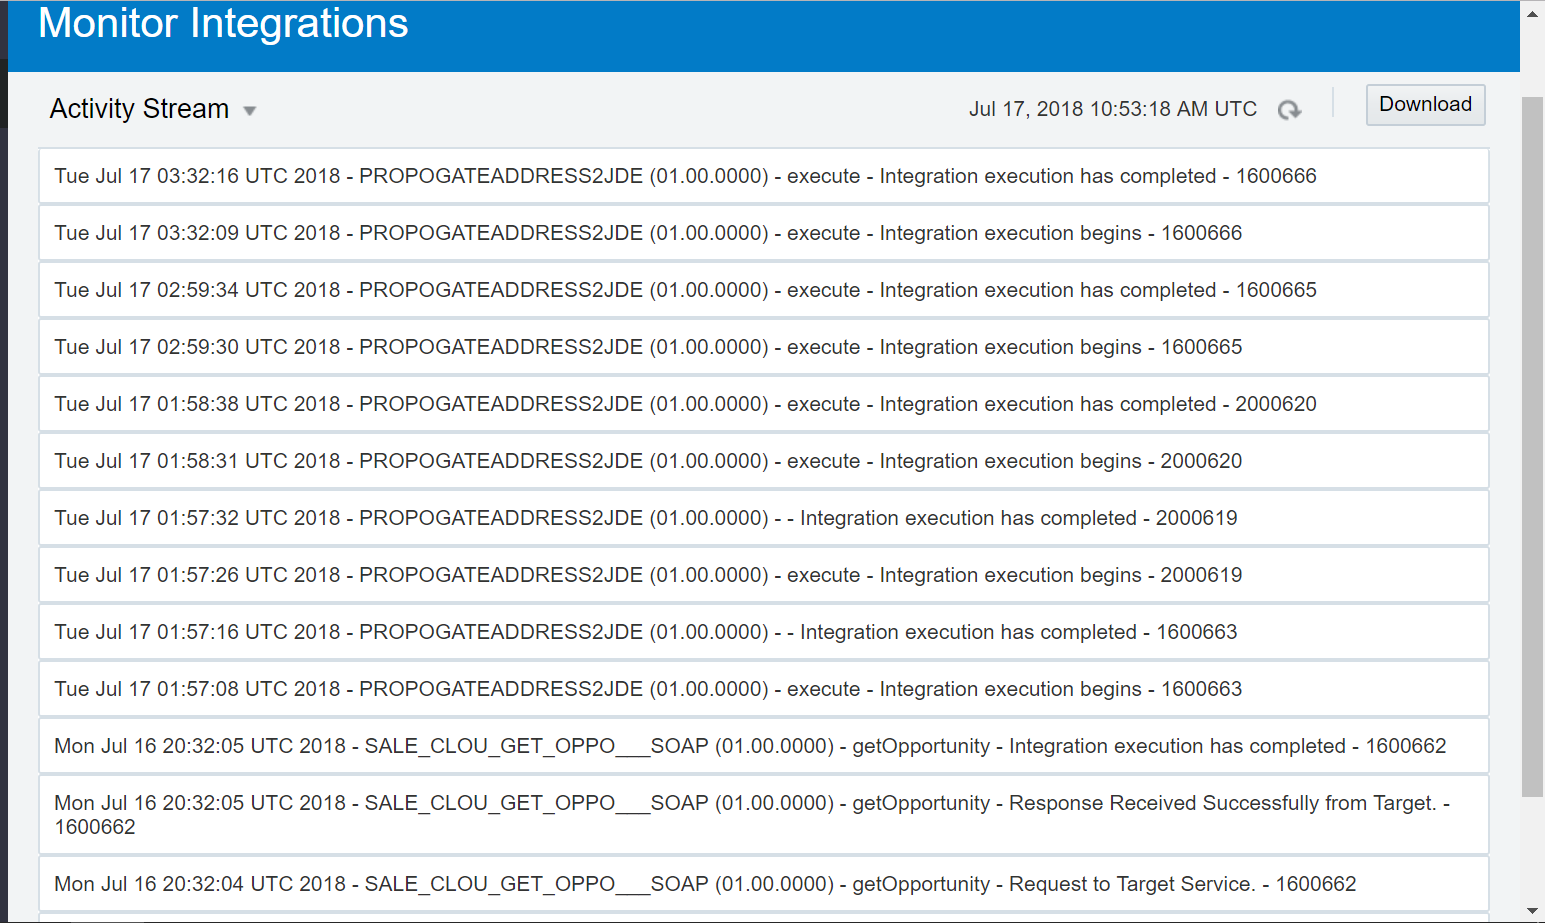 Monitor Integrations
Activity Stream
Jul 17, 2018 10:53:18 AM UTC
Download
Tue Jul 17 03:32:16 UTC 2018 - PROPOGATEADDRESS2JDE (01.00.0000) - execute - Integration execution has completed - 1600666
Tue Jul 17 03:32:09 UTC 2018 - PROPOGATEADDRESS2JDE (01.00.0000) - execute - Integration execution begins - 1600666
Tue Jul 17 02:59:34 UTC 2018 - PROPOGATEADDRESS2JDE (01.00.0000) - execute - Integration execution has completed - 1600665
Tue Jul 17 02:59:30 UTC 2018 - PROPOGATEADDRESS2JDE (01.00.0000) - execute - Integration execution begins - 1600665
Tue Jul 17 01:58:38 UTC 2018 - PROPOGATEADDRESS2JDE (01.00.0000) - execute - Integration execution has completed - 2000620
Tue Jul 17 01:58:31 UTC 2018 - PROPOGATEADDRESS2JDE (01.00.0000) - execute - Integration execution begins - 2000620
Tue Jul 17 01:57:32 UTC 2018 - PROPOGATEADDRESS2JDE (01.00.0000) - - Integration execution has completed - 2000619
Tue Jul 17 01:57:26 UTC 2018 - PROPOGATEADDRESS2JDE (01.00.0000) - execute - Integration execution begins - 2000619
Tue Jul 17 01:57:16 UTC 2018 - PROPOGATEADDRESS2JDE (01.00.0000) - - Integration execution has completed - 1600663
Tue Jul 17 01:57:08 UTC 2018 - PROPOGATEADDRESS2JDE (01.00.0000) - execute - Integration execution begins - 1600663
Mon Jul 16 20:32:05 UTC 2018 - SALE_CLOU_GET_OPPO___SOAP (01.00.0000) - getOpportunity - Integration execution has completed - 1600662
Mon Jul 16 20:32:05 UTC 2018 - SALE_CLOU_GET_OPPO___SOAP (01.00.0000) - getOpportunity - Response Received Successfully from Target. -
1600662
Mon Jul 16 20:32:04 UTC 2018 - SALE_CLOU_GET_OPPO___SOAP (01.00.0000) - getOpportunity - Request to Target Service. - 1600662